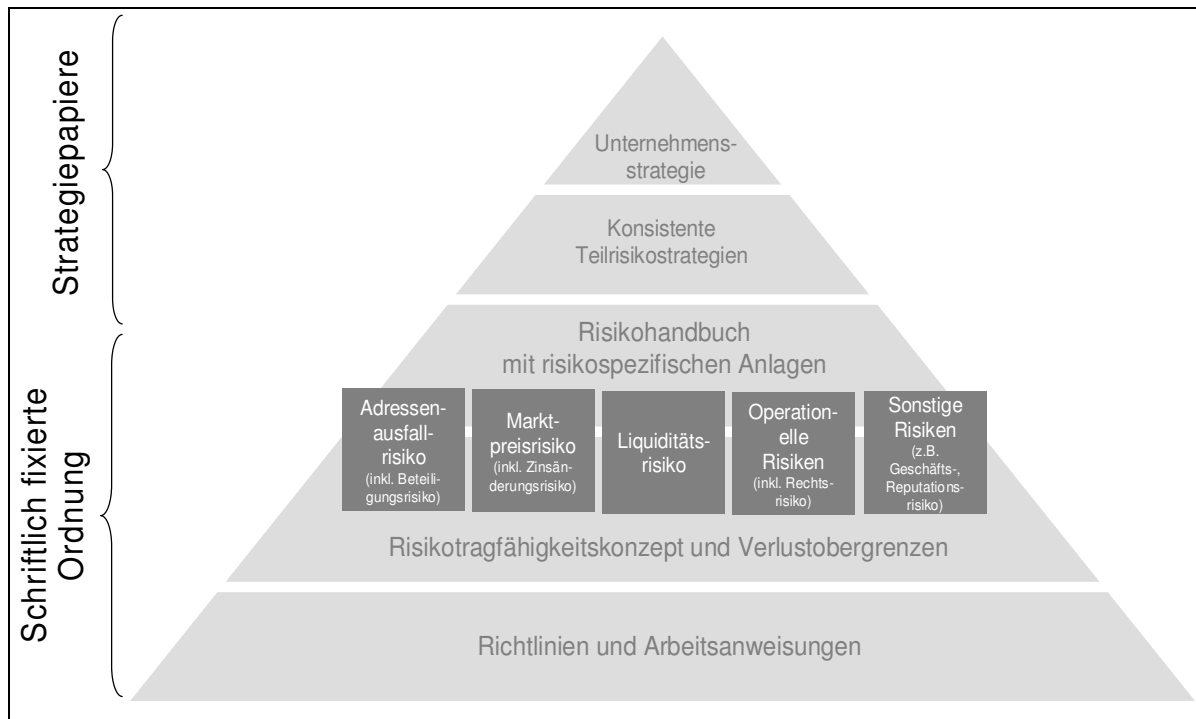 Strategiepapiere
Unternehmens-
strategie
Konsistente
Teilrisikostrategien
Schriftlich fixierte
Ordnung
Risikohandbuch
mit risikospezifischen Anlagen
Adressen-
ausfall-
risiko
(inkl. Beteili-
gungsrisiko)
Markt-
preisrisiko
(inkl. Zinsän-
derungsrisiko)
Liquiditäts-
risiko
Operation-
elle
Risiken
(inkl. Rechts-
risiko)
Sonstige
Risiken
(z.B.
Geschäfts-,
Reputations-
risiko)
Risikotragfähigkeitskonzept und Verlustobergrenzen
Richtlinien und Arbeitsanweisungen